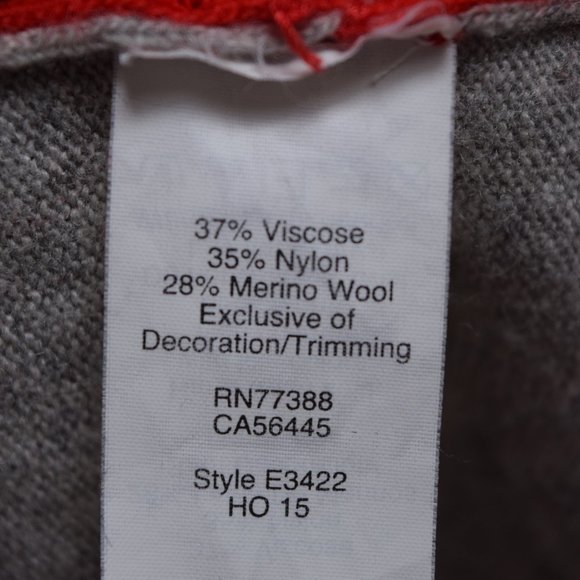 37% Viscose
35% Nylon
28% Merino Wool
Exclusive of
Decoration/Trimming
RN77388
CA56445
Style E3422
HO 15